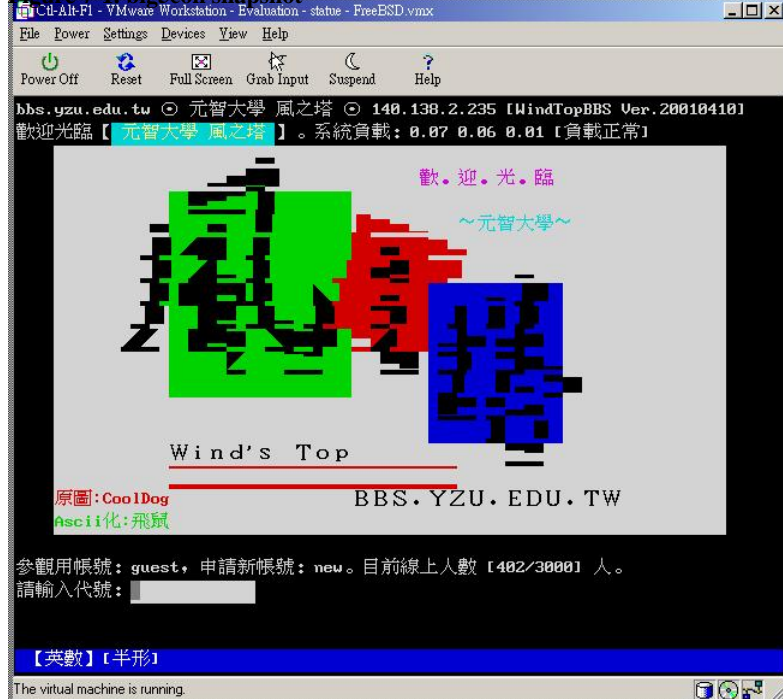 Ctl-Alt-F1 - VMware Workstation - Evaluation - statue - FreeBSD.vmx
File Power Settings Devices View Help
Power Off Reset Full Screen Grab Input Suspend Help
bbs.yzu.edu.tw ⊙ 元智大學 風之塔 ⊙ 140.138.2.235 [WindTopBBS Ver.20010410]
歡迎光臨【 元智大學 風之塔 】。系統負載: 0.07 0.06 0.01 [負載正常]
歡.迎.光.臨
～元智大學～
風之塔
Wind's Top
原圖:CoolDog
BBS.YZU.EDU.TW
Ascii化:飛鼠
參觀用帳號: guest, 申請新帳號: new。目前線上人數 [402/3000] 人。
請輸入代號:
【英數】[半形]
The virtual machine is running.